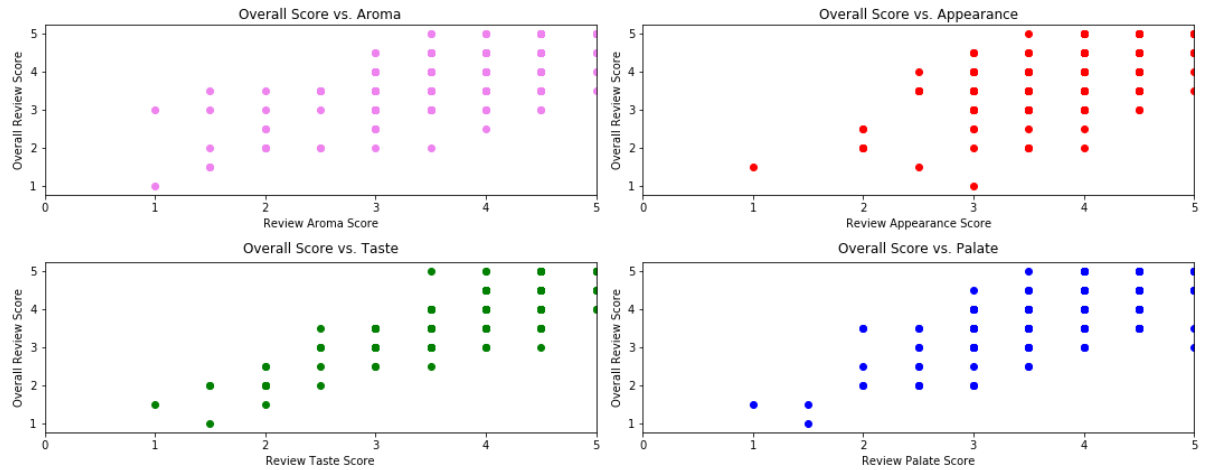 Overall Score vs. Aroma
Overall Review Score
5
4
3
2
1
0 1 2 3 4 5
Review Aroma Score
Overall Score vs. Appearance
Overall Review Score
5
4
3
2
1
0 1 2 3 4 5
Review Appearance Score
Overall Score vs. Taste
Overall Review Score
5
4
3
2
1
0 1 2 3 4 5
Review Taste Score
Overall Score vs. Palate
Overall Review Score
5
4
3
2
1
0 1 2 3 4 5
Review Palate Score